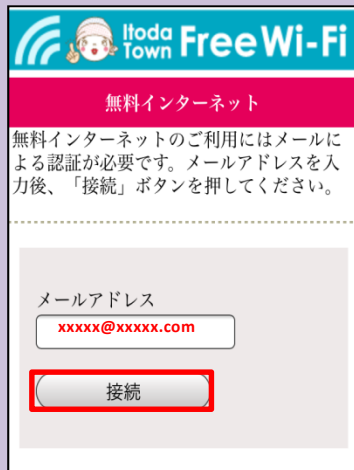 Itoda Town Free Wi-Fi
無料インターネット
無料インターネットのご利用にはメールに
よる認証が必要です。メールアドレスを入
力後、「接続」ボタンを押してください。
メールアドレス
xxxxx@xxxxx.com
接続